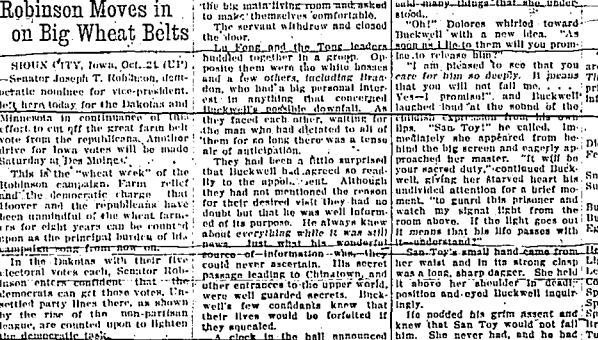 Robinson Moves in
on Big Wheat Belts
SIOUX CITY, Iowa, Oct. 21 (UP)
—Senator Joseph T. Robinson, dem-
ocratic nominee for vice-president,
left here today for the Dakotas and
Minnesota in continuance of the
effort to cut off the great farm belt
vote from the republicans. Another
drive for Iowa votes will be made
Saturday at Des Moines.
This is the "wheat week" of the
Robinson campaign. Farm relief
and the democratic charge that
Hoover and the republicans have
been unmindful of the wheat farm-
ers for eight years can be counted
upon as the principal burden of his
campaign song from now on.
In the Dakotas with their five
electoral votes each, Senator Rob-
inson enters confident that the
democrats can get those votes. Un-
settled party lines there, as shown
by the rise of the non-partisan
league, are counted upon to lighten
the democratic task.
the big main living room and asked
to make themselves comfortable.
The servant withdrew and closed
the door.
Lu Fong and the Tong leaders
huddled together in a group. Op-
posite them were the white bosses
and a few others, including Bran-
don, who had a big personal inter-
est in anything that concerned
Buckwell's possible downfall. As
they faced each other, waiting for
the man who had dictated to all of
them for so long there was a tense
air of anticipation.
They had been a little surprised
that Buckwell had agreed so read-
ily to the appointment. Although
they had not mentioned the reason
for their desired visit they had no
doubt but that he was well inform-
ed of its purpose. He always knew
about everything while it was still
news. Just what his wonderful
source of information was, they
could never ascertain. His secret
passage leading to Chinatown, and
other entrances to the upper world,
were well guarded secrets. Buck-
well's few confidants knew that
their lives would be forfeited if
they squealed.
A clock in the hall announced
said many things that she under-
stood.
"Oh!" Dolores whirled toward
Buckwell with a new idea. "As
soon as I lie to them will you prom-
ise to release him?"
"I am pleased to see that you
care for him so deeply. It means
that you will not fail me. . . .
Yes—I promise!". and Buckwell
laughed loud at the sound of the
childish expression from his own
lips. "San Toy!" he called. Im-
mediately she appeared from be-
hind the big screen and eagerly ap-
proached her master. "It will be
your sacred duty," continued Buck-
well, giving her starved heart his
undivided attention for a brief mo-
ment, "to guard this prisoner and
watch my signal light from the
room above. If the light goes out
it means that his life passes with
it—understand?"
San Toy's small hand came from
her waist and in its strong clasp
was a long, sharp dagger. She held
it above her shoulder in deadly
position and eyed Buckwell inquir-
ingly.
He nodded his grim assent and
knew that San Toy would not fail
him. She never had, and he had